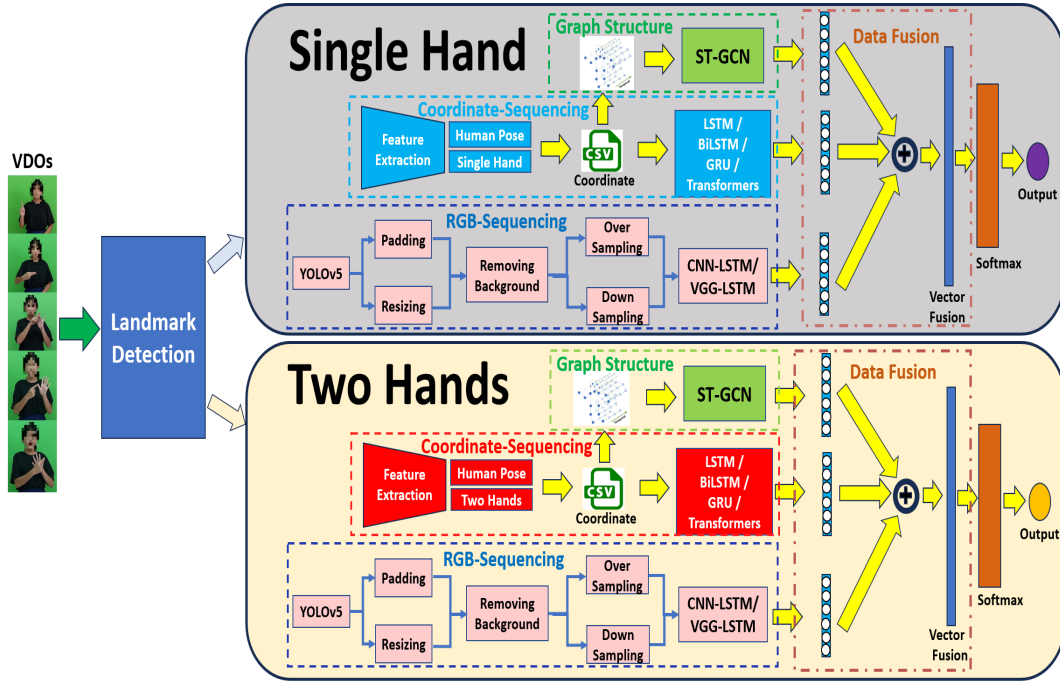 VDOs
Landmark
Detection
Single Hand
Graph Structure
ST-GCN
Coordinate-Sequencing
Feature
Extraction
Human Pose
Single Hand
CSV
Coordinate
LSTM /
BiLSTM /
GRU /
Transformers
RGB-Sequencing
YOLOv5
Padding
Resizing
Removing
Background
Over
Sampling
Down
Sampling
CNN-LSTM/
VGG-LSTM
Data Fusion
Vector
Fusion
Softmax
Output
Two Hands
Graph Structure
ST-GCN
Coordinate-Sequencing
Feature
Extraction
Human Pose
Two Hands
CSV
Coordinate
LSTM /
BiLSTM /
GRU /
Transformers
RGB-Sequencing
YOLOv5
Padding
Resizing
Removing
Background
Over
Sampling
Down
Sampling
CNN-LSTM/
VGG-LSTM
Data Fusion
Vector
Fusion
Softmax
Output